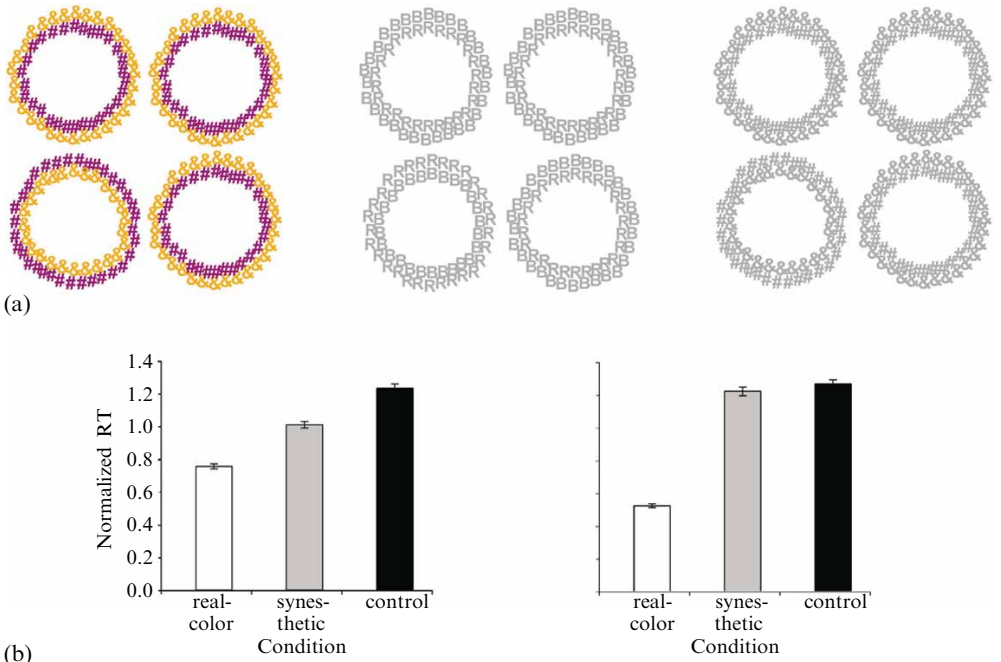 (a)
1.4
1.2
1.0
0.8
0.6
0.4
0.2
0.0
Normalized RT
real-
color
synes-
thetic
control
Condition
real-
color
synes-
thetic
control
Condition
(b)